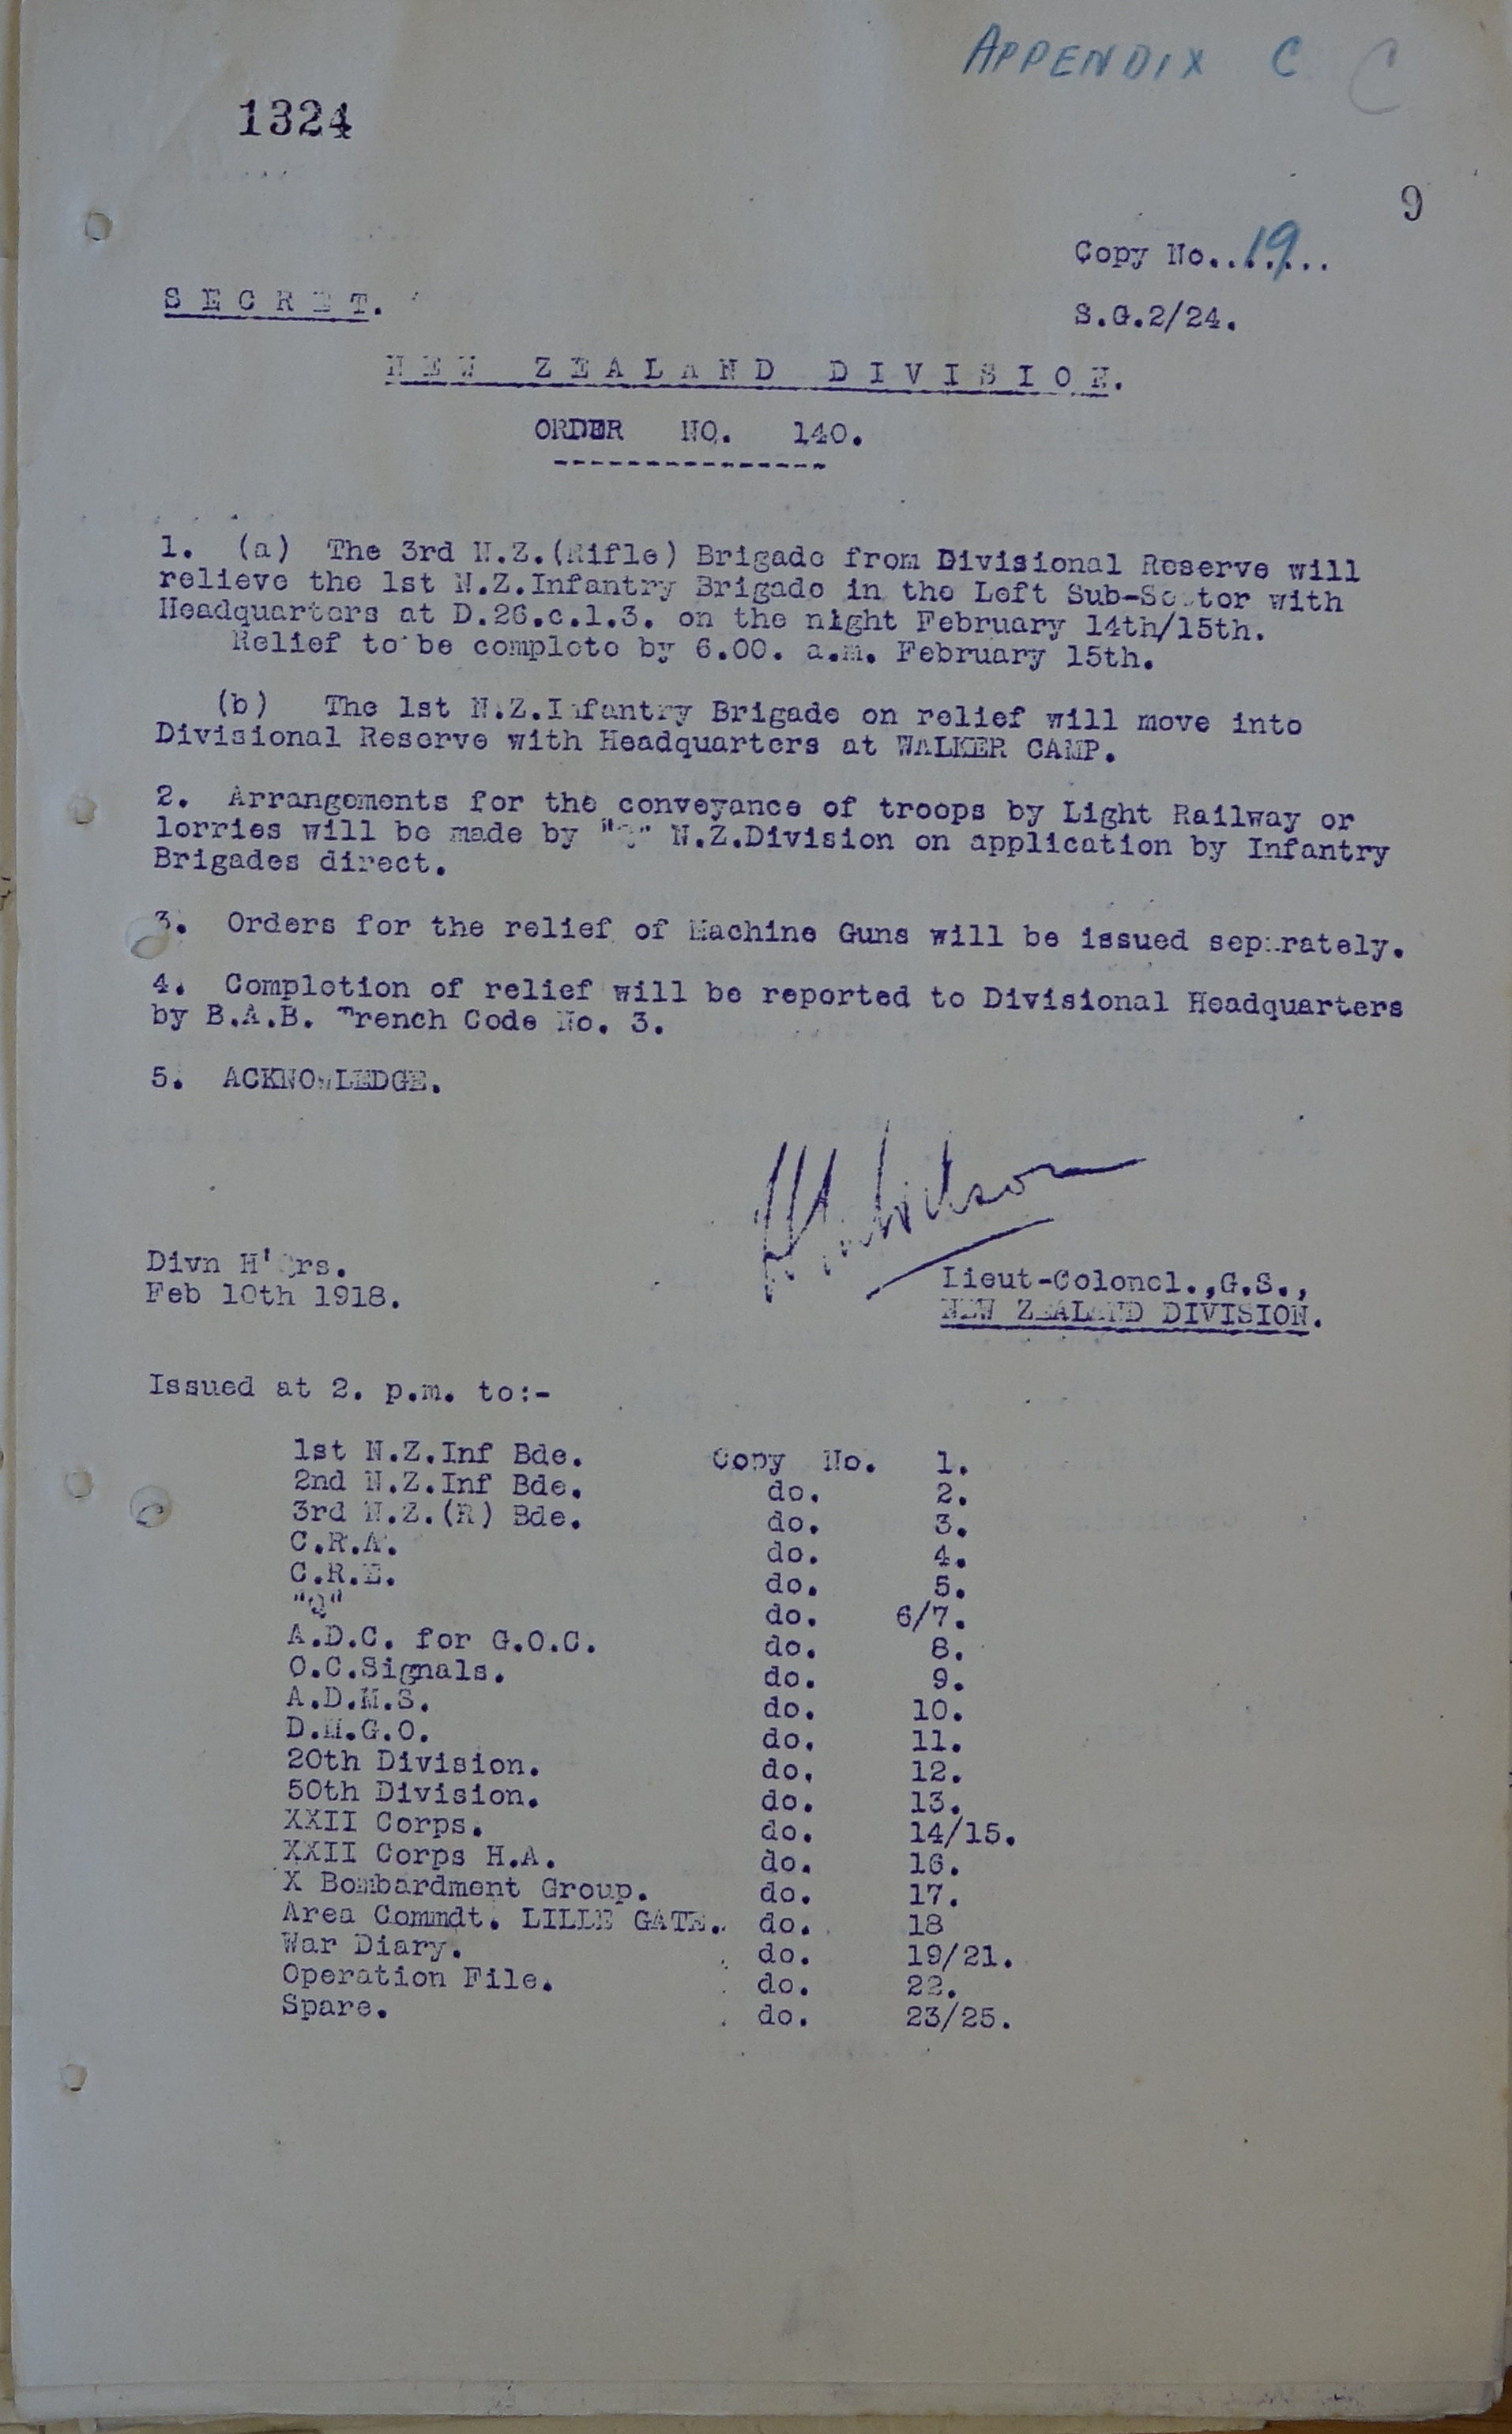 APPENDIX C C
1324
9
Copy No..19....
SECRET.
S.G.2/24.
NEW ZEALAND DIVISION.
ORDER NO. 140.
---------------
1. (a) The 3rd N.Z.(Rifle) Brigade from Divisional Reserve will
relieve the 1st N.Z.Infantry Brigade in the Left Sub-Sector with
Headquarters at D.26.c.1.3. on the night February 14th/15th.
Relief to be complete by 6.00. a.m. February 15th.
(b) The 1st N.Z.Infantry Brigade on relief will move into
Divisional Reserve with Headquarters at WALKER CAMP.
2. Arrangements for the conveyance of troops by Light Railway or
lorries will be made by "Q" N.Z.Division on application by Infantry
Brigades direct.
3. Orders for the relief of Machine Guns will be issued separately.
4. Completion of relief will be reported to Divisional Headquarters
by B.A.B. Trench Code No. 3.
5. ACKNOWLEDGE.
Wilson
Divn H'Qrs.
Feb 10th 1918.
Lieut-Colonel.,G.S.,
NEW ZEALAND DIVISION.
Issued at 2. p.m. to:-
1st N.Z.Inf Bde. Copy No. 1.
2nd N.Z.Inf Bde. do. 2.
3rd N.Z.(R) Bde. do. 3.
C.R.A. do. 4.
C.R.E. do. 5.
"Q" do. 6/7.
A.D.C. for G.O.C. do. 8.
O.C.Signals. do. 9.
A.D.M.S. do. 10.
D.M.G.O. do. 11.
20th Division. do. 12.
50th Division. do. 13.
XXII Corps. do. 14/15.
XXII Corps H.A. do. 16.
X Bombardment Group. do. 17.
Area Commdt. LILLE GATE. do. 18
War Diary. do. 19/21.
Operation File. do. 22.
Spare. do. 23/25.